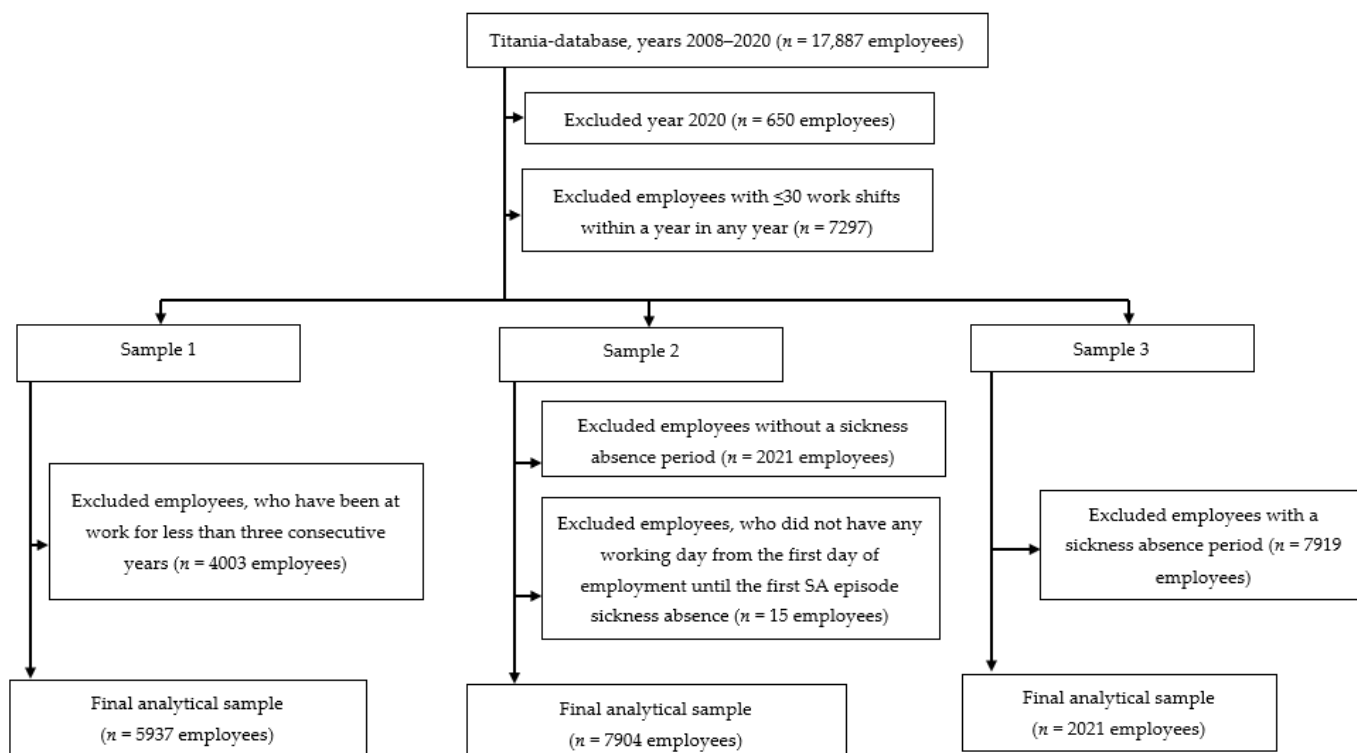 Titania-database, years 2008–2020 (n = 17,887 employees)
Excluded year 2020 (n = 650 employees)
Excluded employees with ≤30 work shifts
within a year in any year (n = 7297)
Sample 1
Sample 2
Sample 3
Excluded employees, who have been at
work for less than three consecutive
years (n = 4003 employees)
Excluded employees without a sickness
absence period (n = 2021 employees)
Excluded employees, who did not have any
working day from the first day of
employment until the first SA episode
sickness absence (n = 15 employees)
Excluded employees with a
sickness absence period (n = 7919
employees)
Final analytical sample
(n = 5937 employees)
Final analytical sample
(n = 7904 employees)
Final analytical sample
(n = 2021 employees)